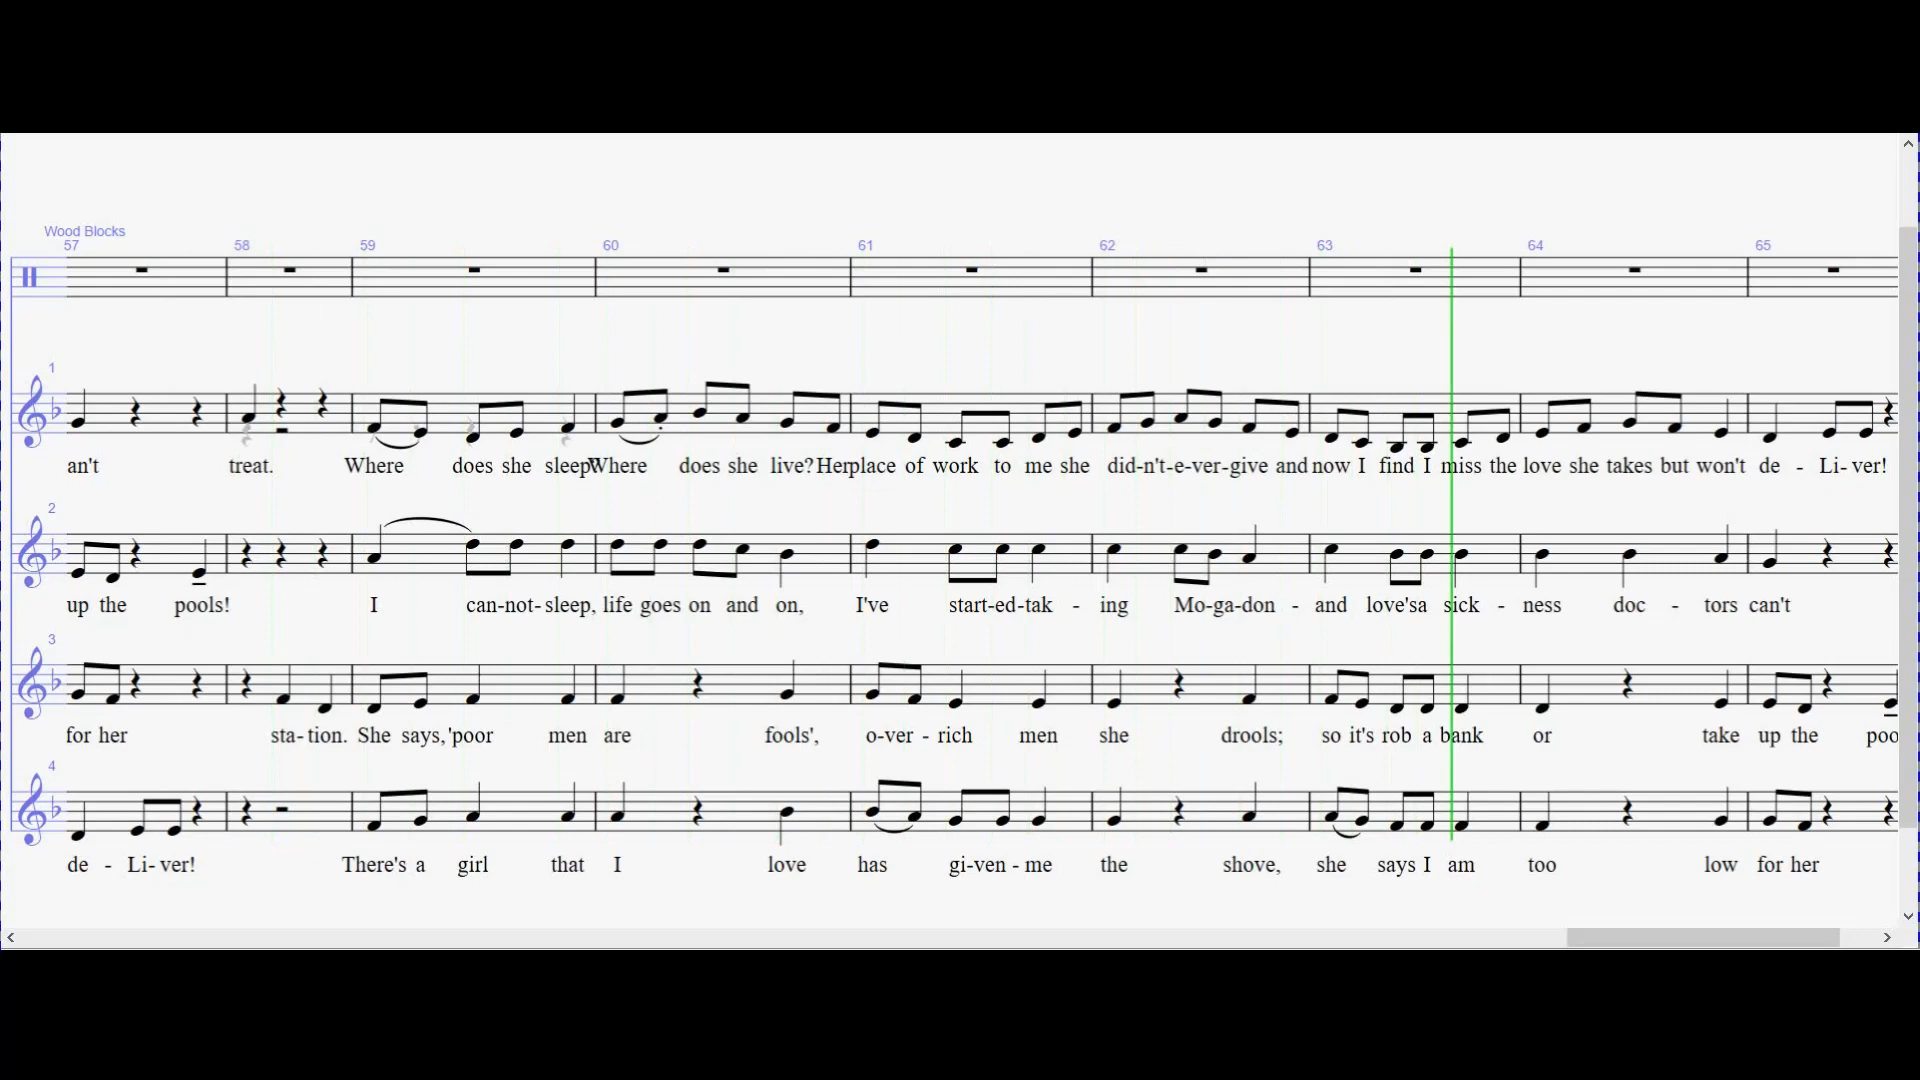 Wood Blocks
57 58 59 60 61 62 63 64 65
1
an't treat. Where does she sleep? Where does she live? Her place of work to me she did-n't-e-ver-give and now I find I miss the love she takes but won't de - Li- ver!
2
up the pools! I can-not- sleep, life goes on and on, I've start-ed-tak - ing Mo-ga-don - and love'sa sick - ness doc - tors can't
3
for her sta- tion. She says, 'poor men are fools', o-ver - rich men she drools; so it's rob a bank or take up the poo
4
de - Li- ver! There's a girl that I love has gi-ven - me the shove, she says I am too low for her